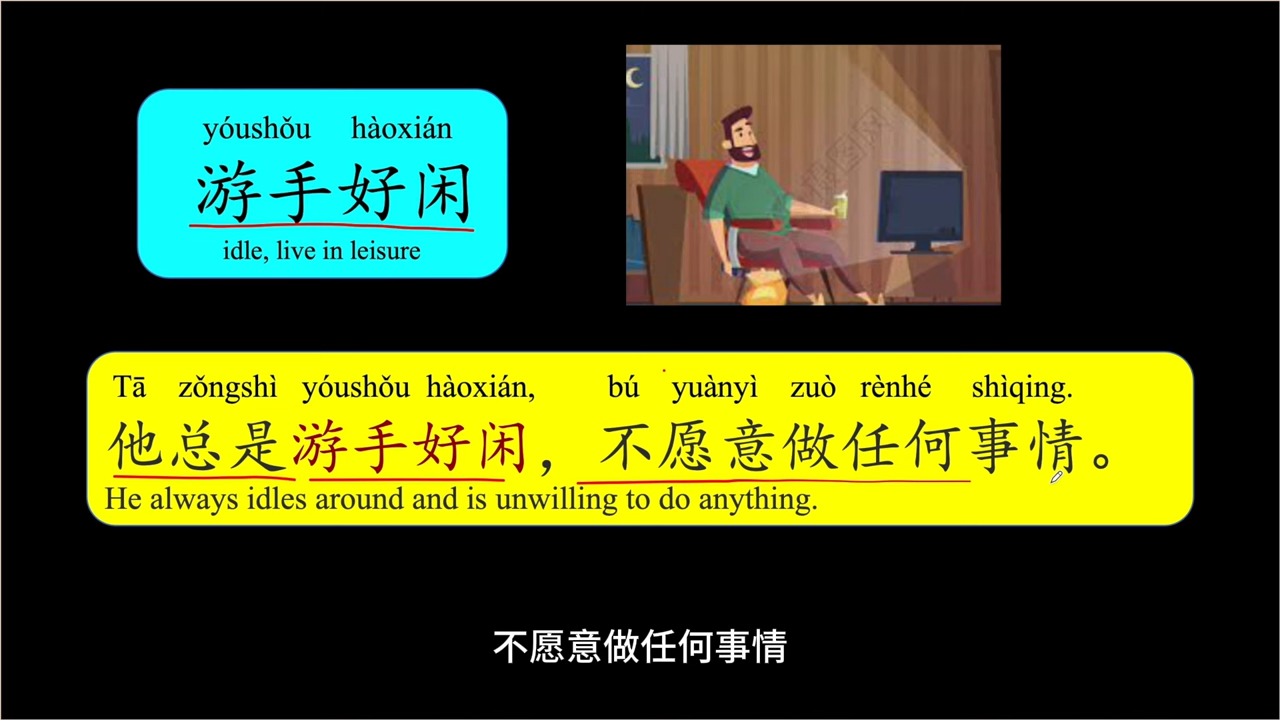 yóushǒu hàoxián
游手好闲
idle, live in leisure
Tā zǒngshì yóushǒu hàoxián, bú yuànyì zuò rènhé shìqing.
他总是游手好闲，不愿意做任何事情。
He always idles around and is unwilling to do anything.
不愿意做任何事情